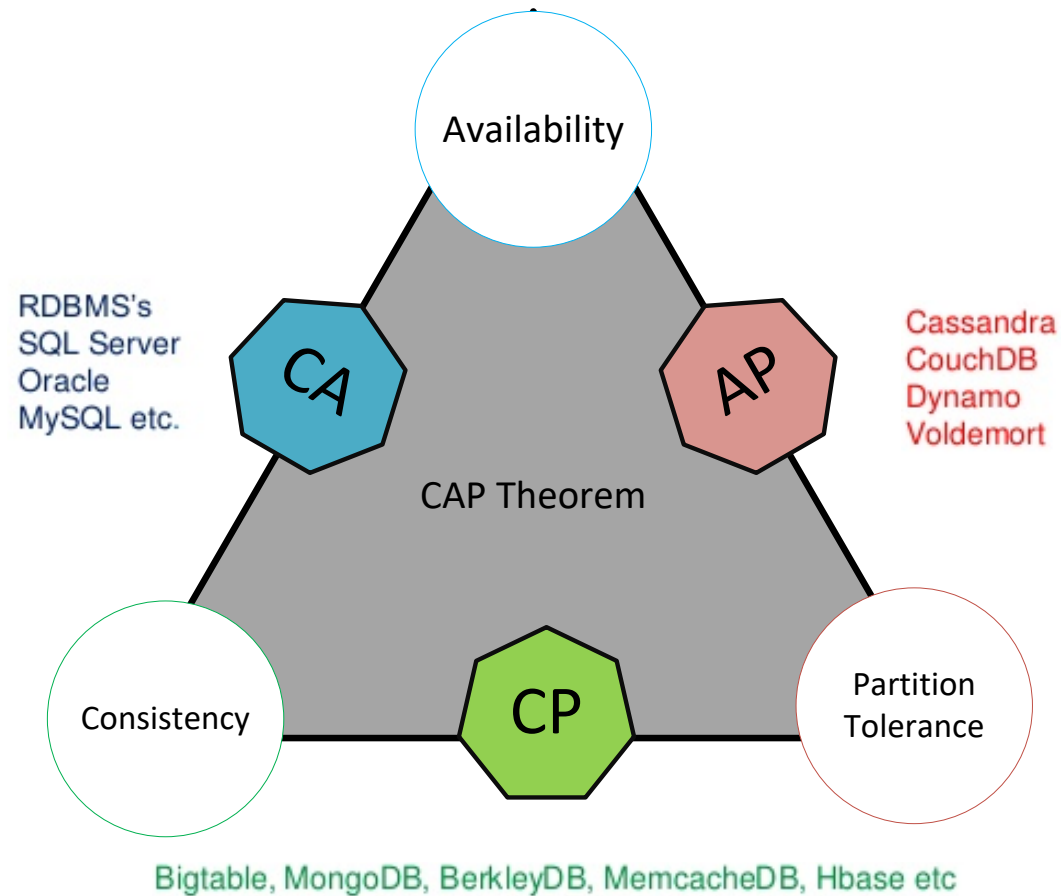 Availability
RDBMS's
SQL Server
Oracle
MySQL etc.
CA
AP
Cassandra
CouchDB
Dynamo
Voldemort
CAP Theorem
Consistency
CP
Partition
Tolerance
Bigtable, MongoDB, BerkleyDB, MemcacheDB, Hbase etc